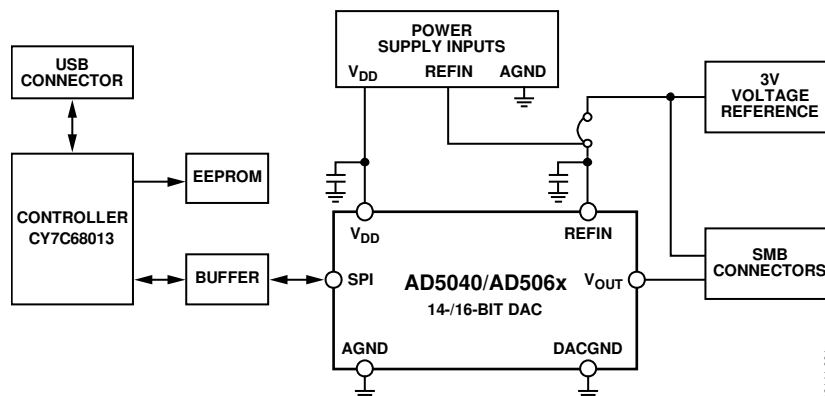 POWER
SUPPLY INPUTS
VDD
REFIN
AGND
USB
CONNECTOR
3V
VOLTAGE
REFERENCE
CONTROLLER
CY7C68013
EEPROM
BUFFER
VDD
REFIN
SPI
AD5040/AD506x
14-/16-BIT DAC
VOUT
SMB
CONNECTORS
AGND
DACGND